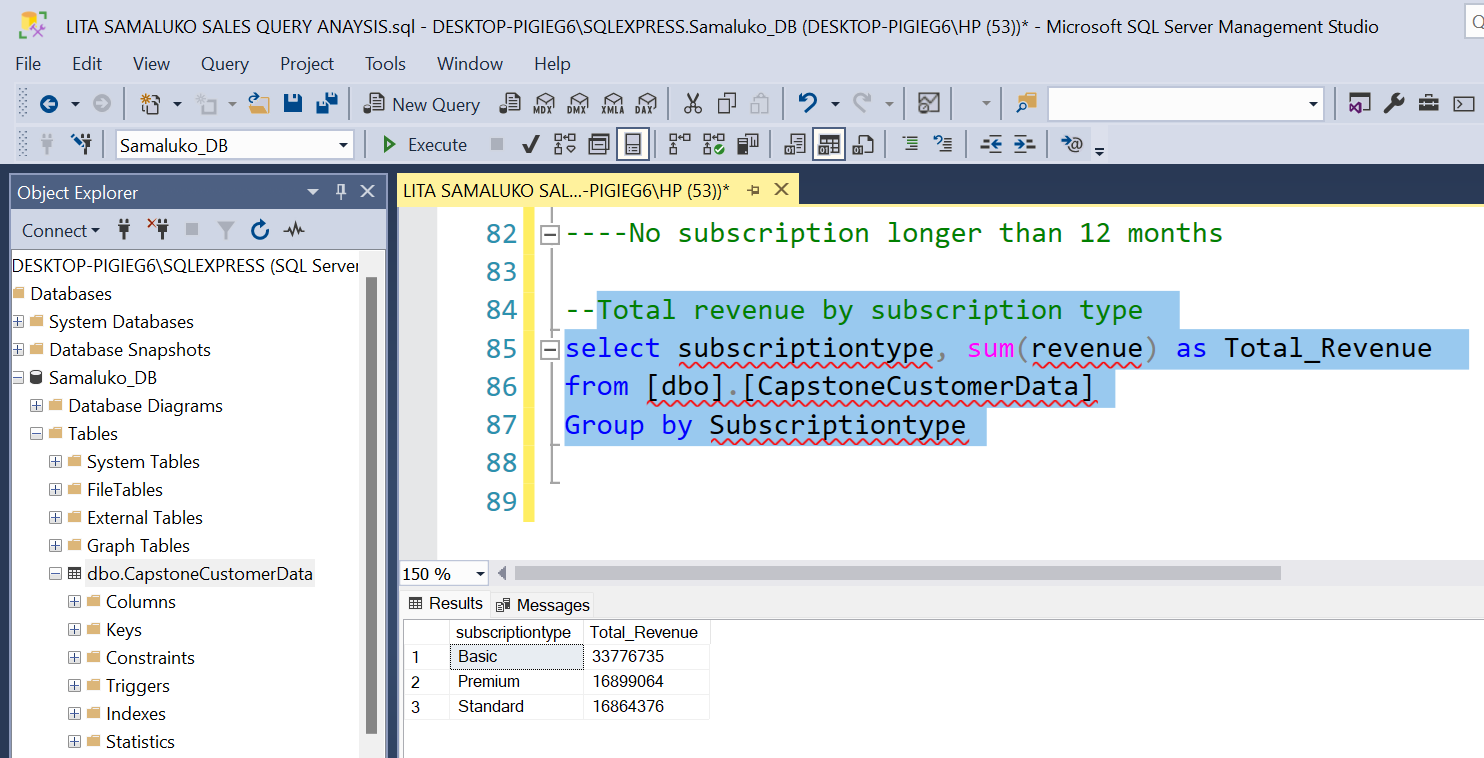 LITA SAMALUKO SALES QUERY ANAYSIS.sql - DESKTOP-PIGIEG6\SQLEXPRESS.Samaluko_DB (DESKTOP-PIGIEG6\HP (53))* - Microsoft SQL Server Management Studio
File Edit View Query Project Tools Window Help
New Query MDX DMX XMLA DAX
Samaluko_DB Execute
Object Explorer
Connect
DESKTOP-PIGIEG6\SQLEXPRESS (SQL Server
Databases
System Databases
Database Snapshots
Samaluko_DB
Database Diagrams
Tables
System Tables
FileTables
External Tables
Graph Tables
dbo.CapstoneCustomerData
Columns
Keys
Constraints
Triggers
Indexes
Statistics
LITA SAMALUKO SAL...-PIGIEG6\HP (53))*
82 ----No subscription longer than 12 months
83
84 --Total revenue by subscription type
85 select subscriptiontype, sum(revenue) as Total_Revenue
86 from [dbo].[CapstoneCustomerData]
87 Group by Subscriptiontype
88
89
150 %
Results Messages
subscriptiontype Total_Revenue
1 Basic 33776735
2 Premium 16899064
3 Standard 16864376